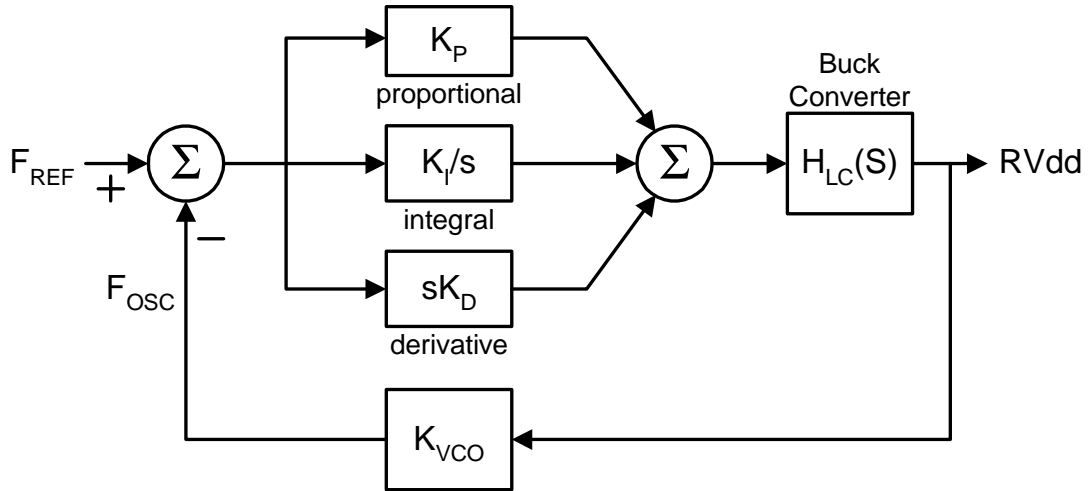 K_P
proportional
Buck
Converter
F_REF
+
Σ
K_I/s
integral
Σ
H_LC(S)
RVdd
−
F_OSC
sK_D
derivative
K_VCO